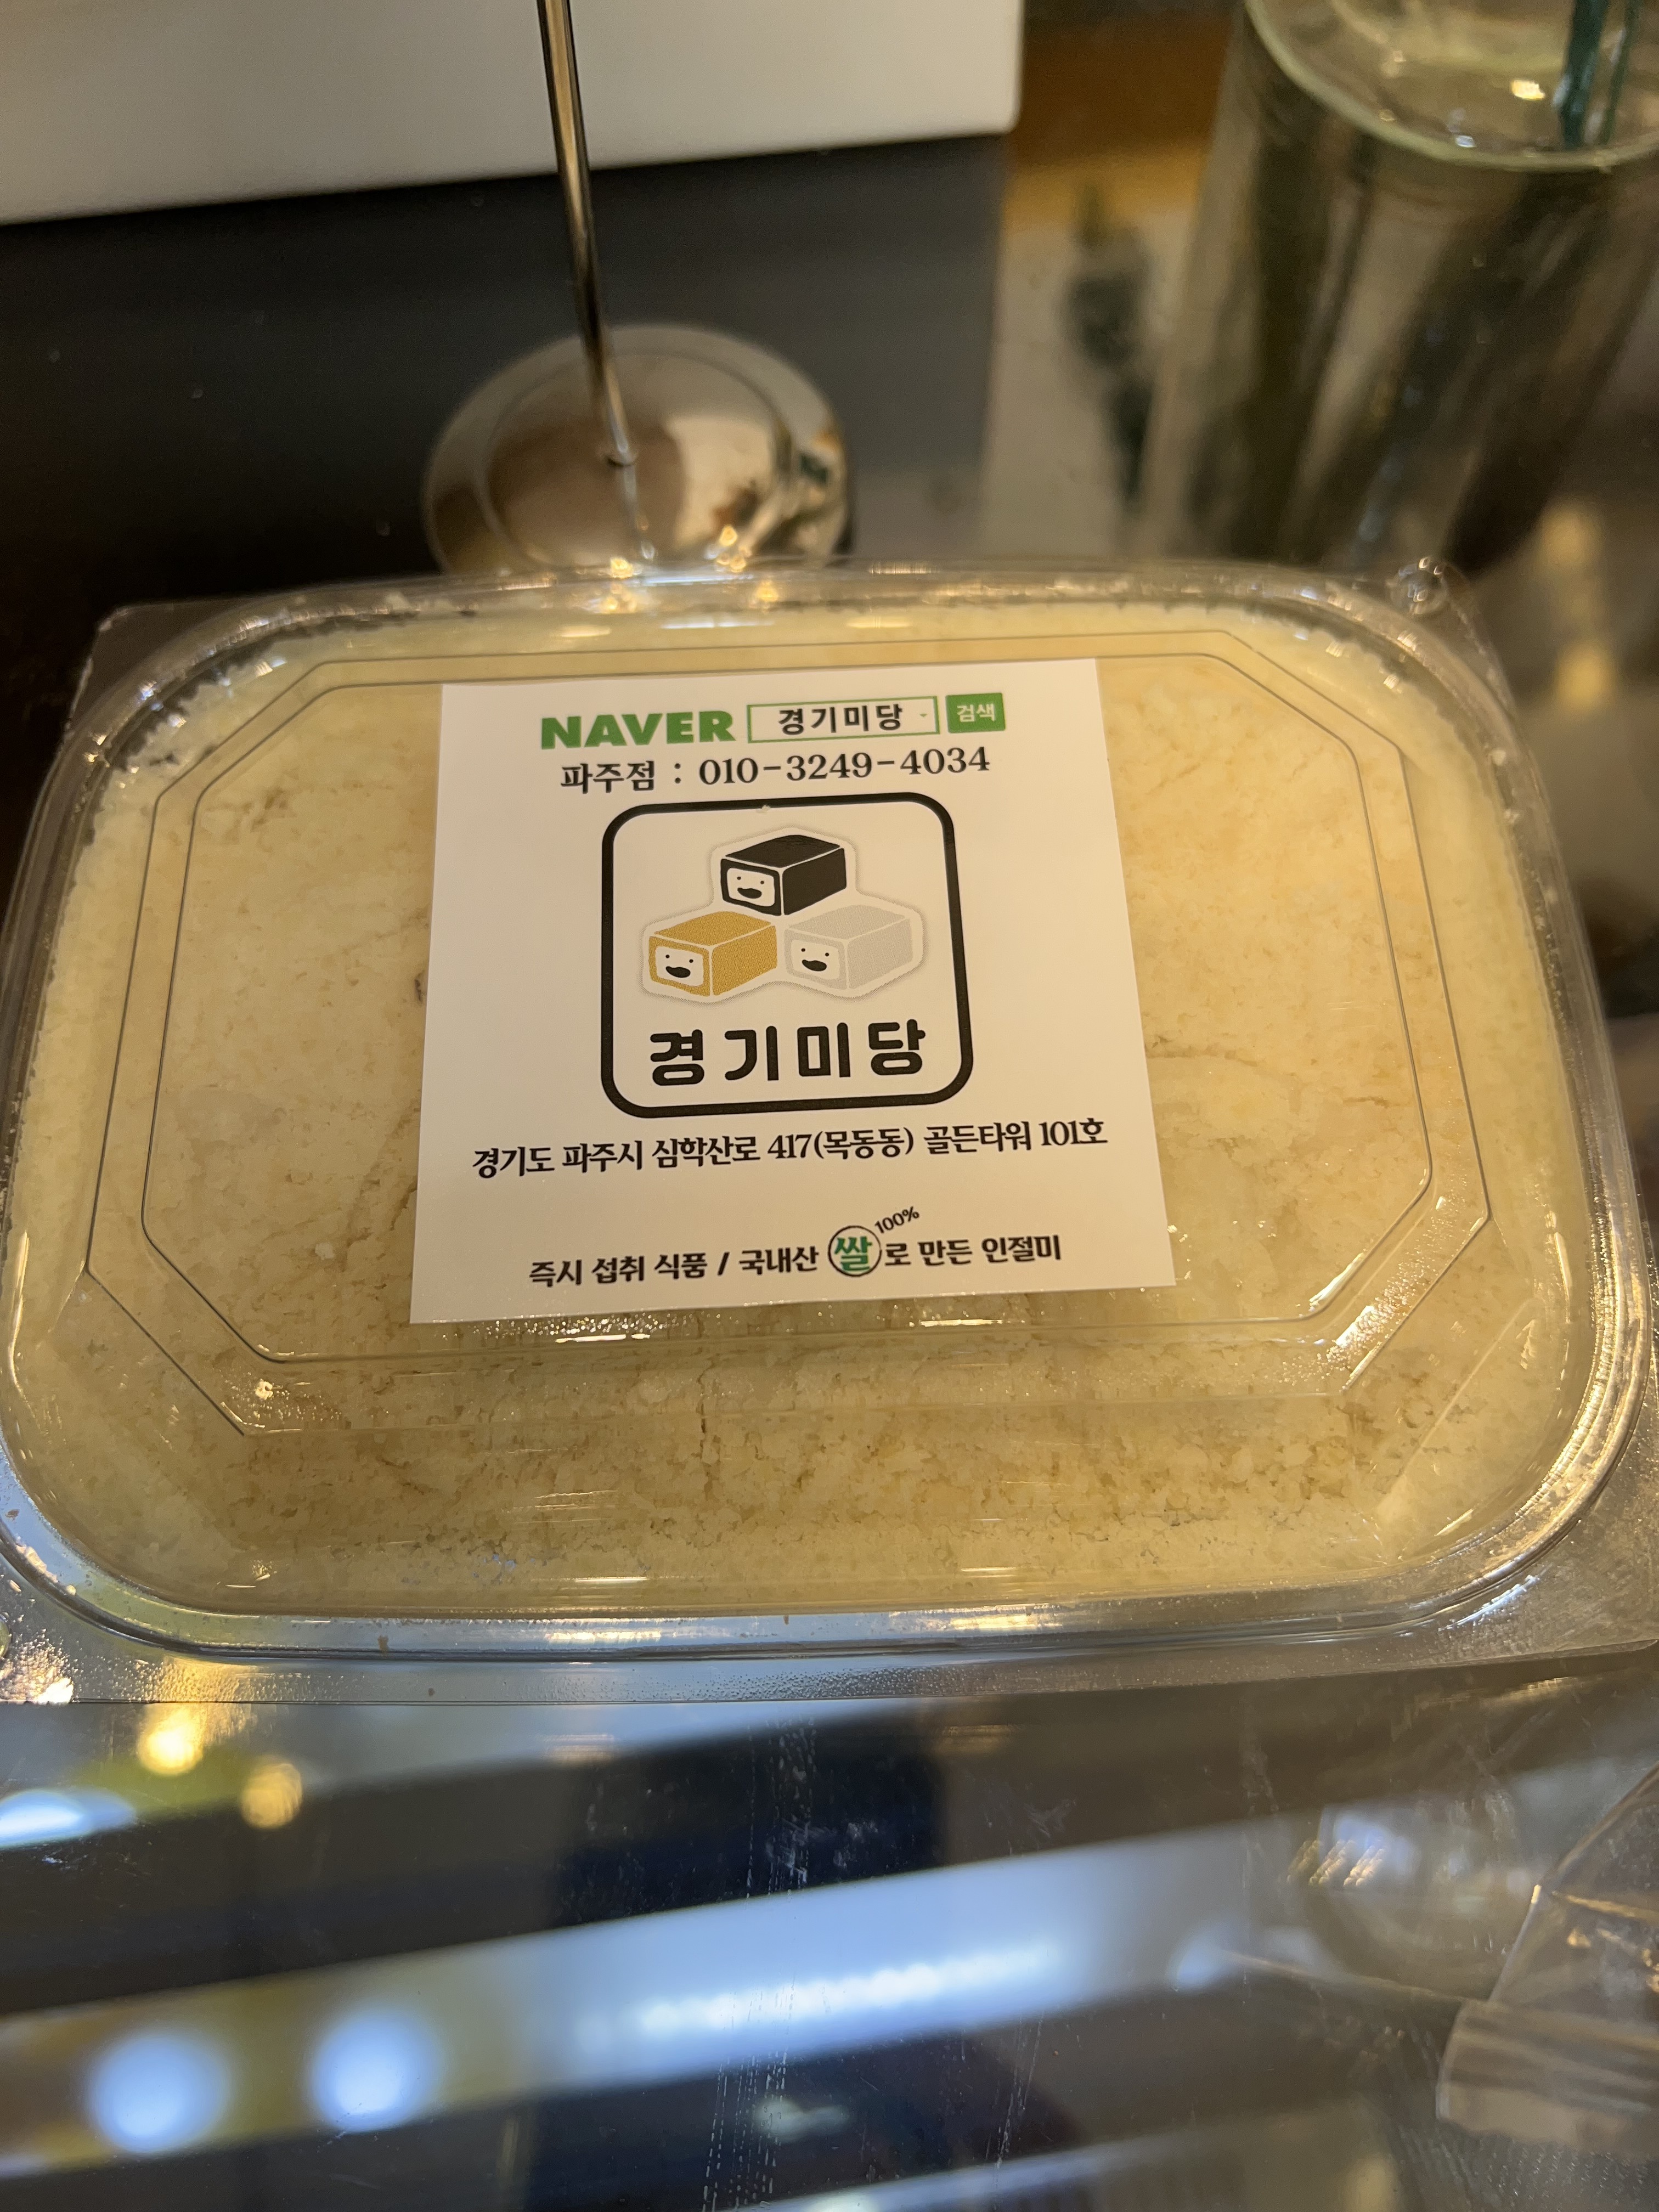 NAVER 경기미당 검색
파주점 : 010-3249-4034
경기미당
경기도 파주시 심학산로 417(목동동) 골든타워 101호
100%
즉시 섭취 식품 / 국내산 쌀로 만든 인절미